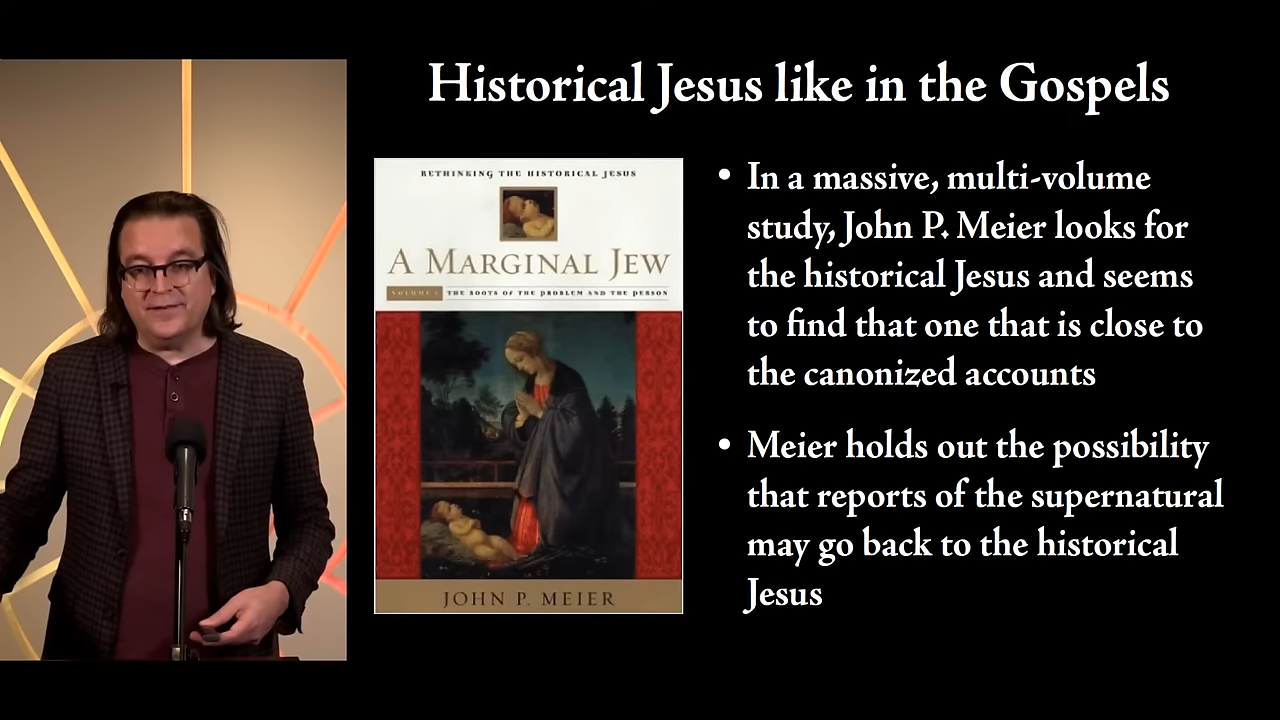 Historical Jesus like in the Gospels
RETHINKING THE HISTORICAL JESUS
A MARGINAL JEW
THE ROOTS OF THE PROBLEM AND THE PERSON
JOHN P. MEIER
• In a massive, multi-volume
study, John P. Meier looks for
the historical Jesus and seems
to find that one that is close to
the canonized accounts
• Meier holds out the possibility
that reports of the supernatural
may go back to the historical
Jesus